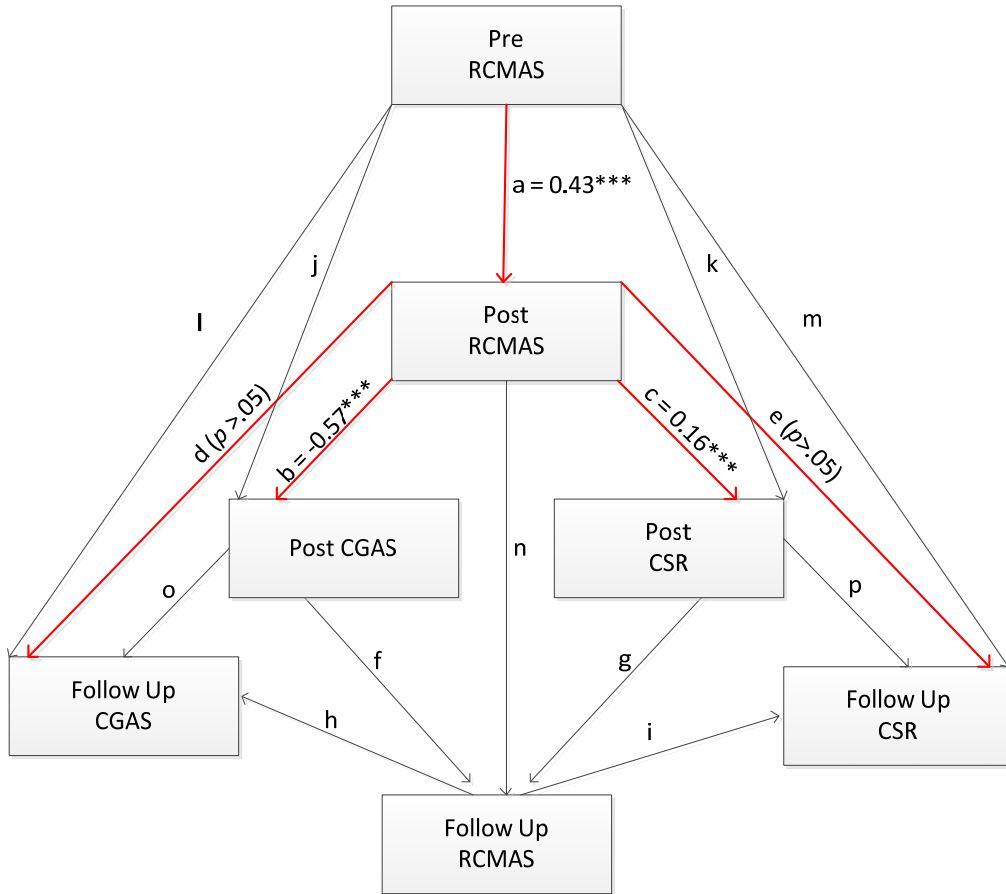 Pre
RCMAS
a = 0.43***
j
k
l
m
Post
RCMAS
d (p >.05)
b = -0.57***
c = 0.16***
e (p>.05)
Post CGAS
n
Post
CSR
o
p
f
g
Follow Up
CGAS
h
i
Follow Up
CSR
Follow Up
RCMAS